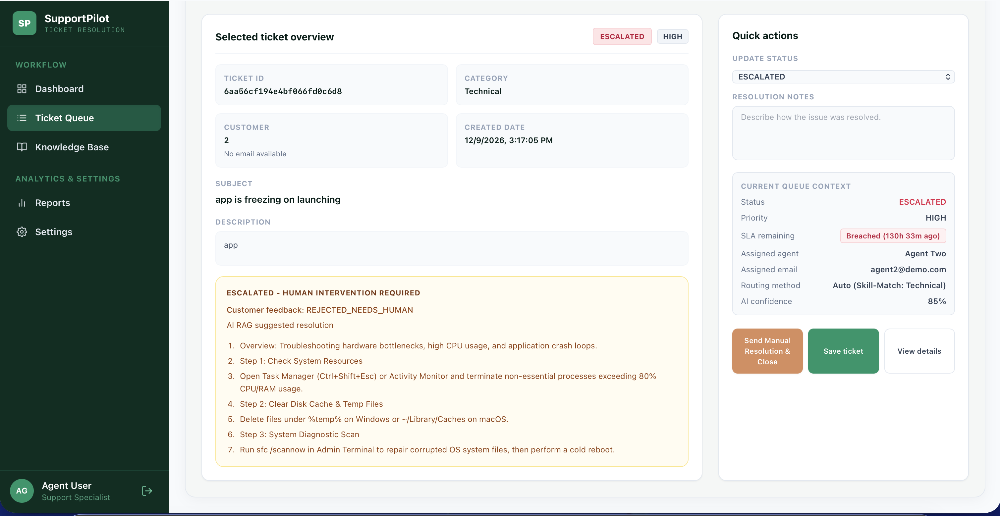 SP
SupportPilot
TICKET RESOLUTION
WORKFLOW
Dashboard
Ticket Queue
Knowledge Base
ANALYTICS & SETTINGS
Reports
Settings
AG
Agent User
Support Specialist
Selected ticket overview
ESCALATED
HIGH
TICKET ID
6aa56cf194e4bf066fd0c6d8
CATEGORY
Technical
CUSTOMER
2
No email available
CREATED DATE
12/9/2026, 3:17:05 PM
SUBJECT
app is freezing on launching
DESCRIPTION
app
ESCALATED - HUMAN INTERVENTION REQUIRED
Customer feedback: REJECTED_NEEDS_HUMAN
AI RAG suggested resolution
1. Overview: Troubleshooting hardware bottlenecks, high CPU usage, and application crash loops.
2. Step 1: Check System Resources
3. Open Task Manager (Ctrl+Shift+Esc) or Activity Monitor and terminate non-essential processes exceeding 80%
CPU/RAM usage.
4. Step 2: Clear Disk Cache & Temp Files
5. Delete files under %temp% on Windows or ~/Library/Caches on macOS.
6. Step 3: System Diagnostic Scan
7. Run sfc /scannow in Admin Terminal to repair corrupted OS system files, then perform a cold reboot.
Quick actions
UPDATE STATUS
ESCALATED
RESOLUTION NOTES
Describe how the issue was resolved.
CURRENT QUEUE CONTEXT
Status ESCALATED
Priority HIGH
SLA remaining Breached (130h 33m ago)
Assigned agent Agent Two
Assigned email agent2@demo.com
Routing method Auto (Skill-Match: Technical)
AI confidence 85%
Send Manual
Resolution &
Close
Save ticket
View details